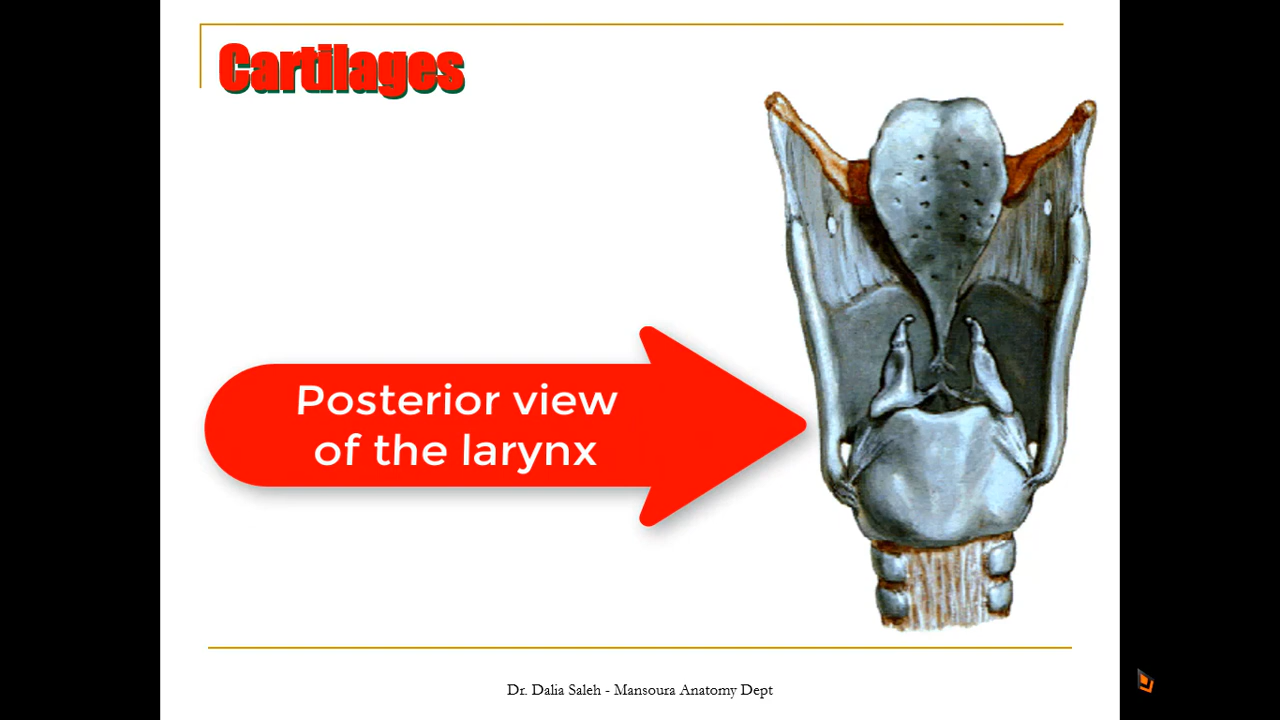 Cartilages
Posterior view
of the larynx
Dr. Dalia Saleh - Mansoura Anatomy Dept